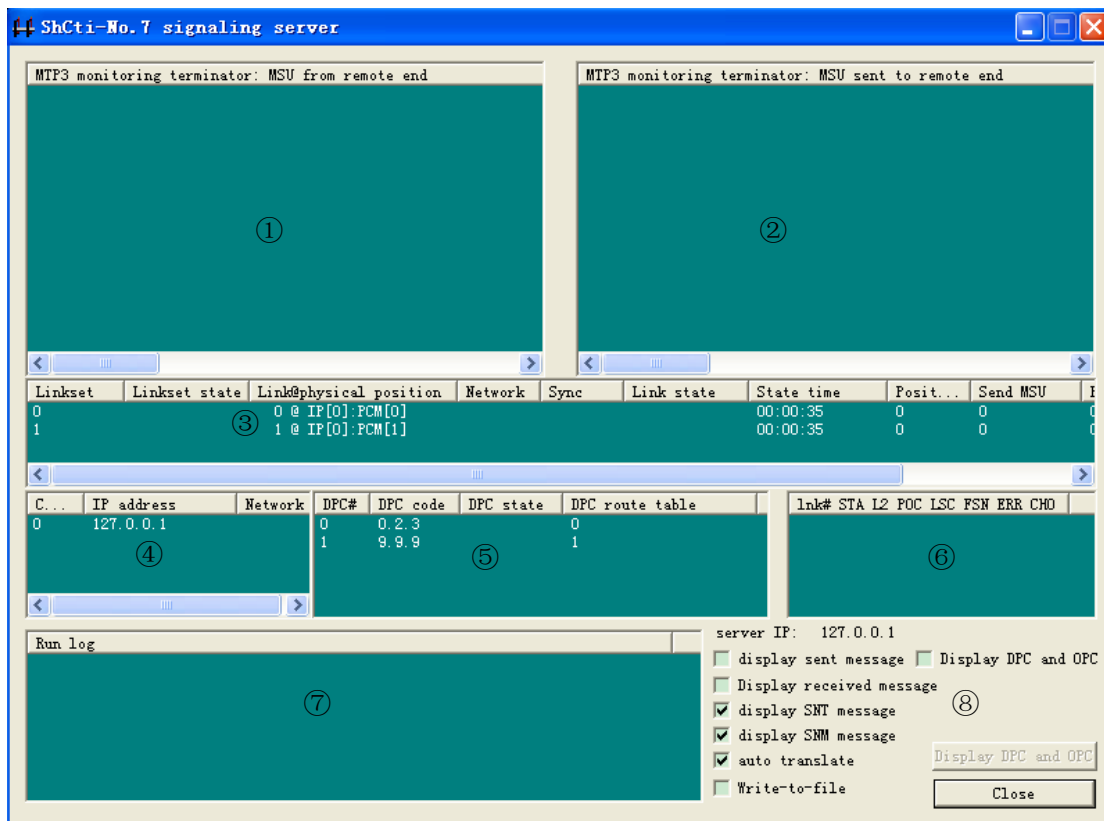 ShCti-No.7 signaling server
MTP3 monitoring terminator: MSU from remote end
MTP3 monitoring terminator: MSU sent to remote end
①
②
Linkset Linkset state Link@physical position Network Sync Link state State time Posit... Send MSU
0 0 @ IP[0]:PCM[0] 00:00:35 0 0 0
1 1 @ IP[0]:PCM[1] 00:00:35 0 0 0
③
C... IP address Network
0 127.0.0.1
④
DPC# DPC code DPC state DPC route table
0 0.2.3 0
1 9.9.9 1
⑤
lnk# STA L2 POC LSC FSN ERR CHO
⑥
Run log
⑦
server IP: 127.0.0.1
display sent message Display DPC and OPC
Display received message
⑧
display SNT message
display SNM message
auto translate
Display DPC and OPC
Write-to-file
Close